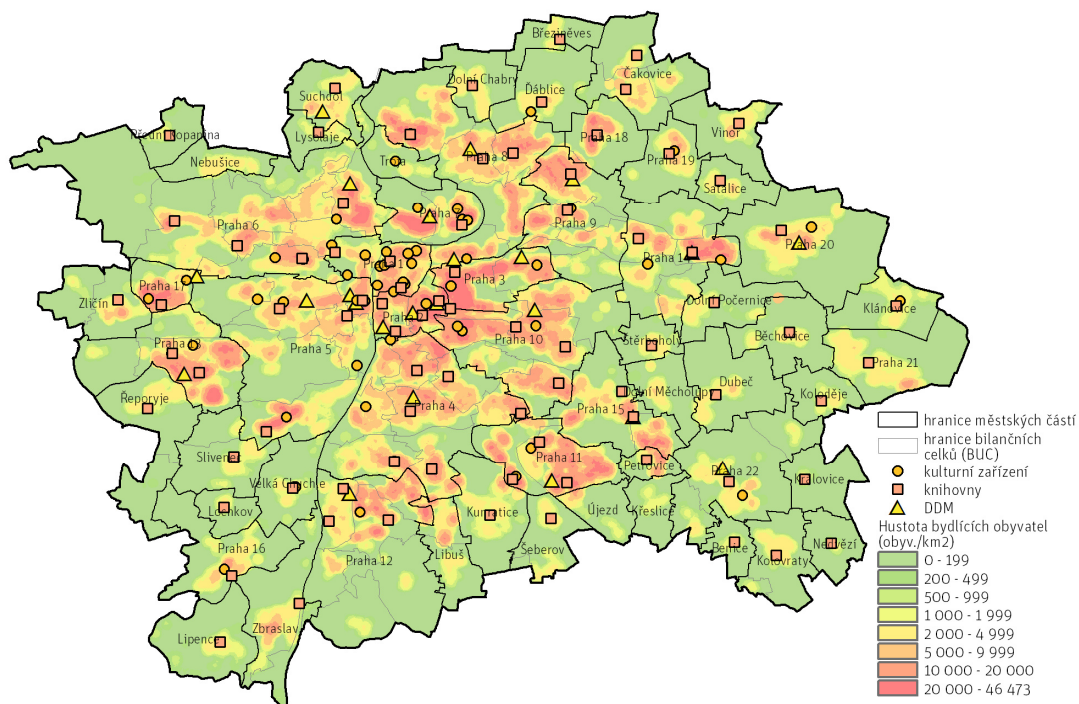 Březiněves
Dolní Chabry
Čakovice
Ďáblice
Suchdol
Praha 18
Vinoř
Přední Kopanina
Lysolaje
Praha 8
Praha 19
Nebušice
Troja
Satalice
Praha
Praha 6
Praha 9
Praha 20
Praha 1
Praha 14
Praha 3
Praha 17
Zličín
Dolní Počernice
Klánovice
Praha
Praha 10
Běchovice
Praha 5
Štěrboholy
Praha 13
Praha 21
Dubeč
Dolní Měcholupy
Řeporyje
Praha 4
Praha 15
Koloděje
Slivenec
Praha 11
Petrovice
Praha 22
Velká Chuchle
Královice
Lochkov
Kunratice
Újezd
Křeslice
Praha 16
Praha 12
Libuš
Šeberov
Benice
Kolovraty
Nedvězí
Lipence
Zbraslav
hranice městských částí
hranice bilančních
celků (BUC)
kulturní zařízení
knihovny
DDM
Hustota bydlících obyvatel
(obyv./km2)
0 - 199
200 - 499
500 - 999
1 000 - 1 999
2 000 - 4 999
5 000 - 9 999
10 000 - 20 000
20 000 - 46 473